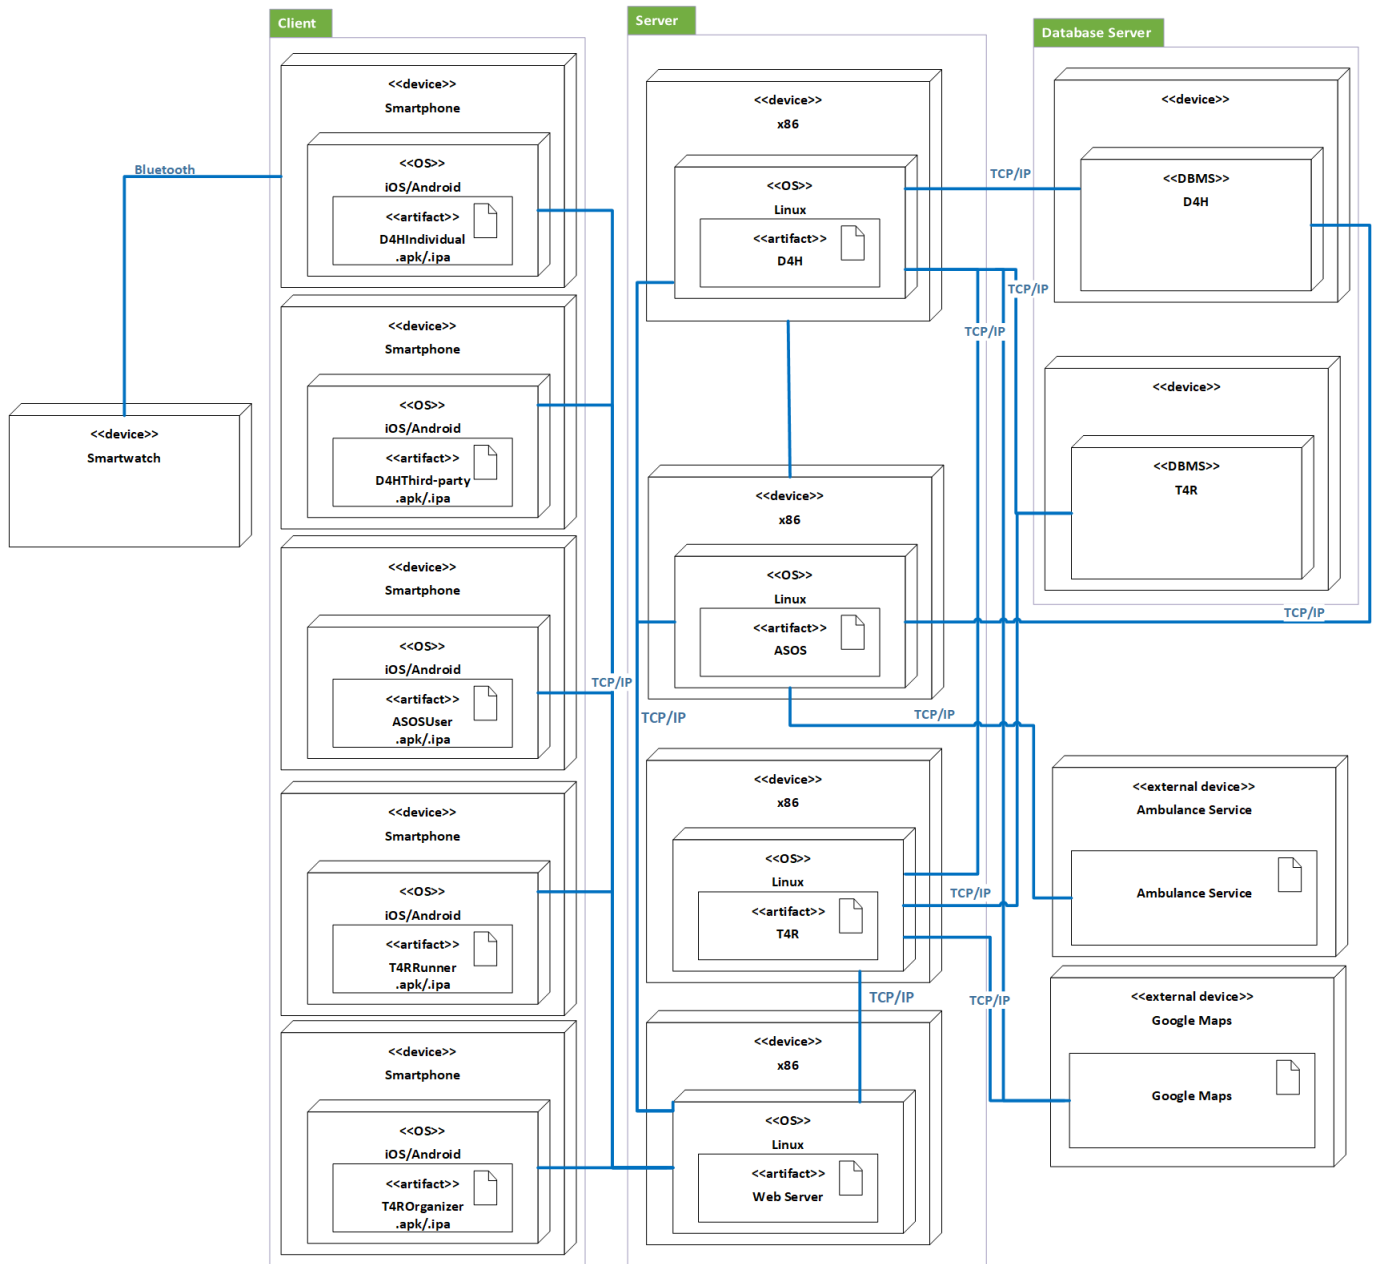 Client
<<device>>
Smartphone
<<OS>>
iOS/Android
<<artifact>>
D4HIndividual
.apk/.ipa
Bluetooth
<<device>>
Smartwatch
<<device>>
Smartphone
<<OS>>
iOS/Android
<<artifact>>
D4HThird-party
.apk/.ipa
<<device>>
Smartphone
<<OS>>
iOS/Android
<<artifact>>
ASOSUser
.apk/.ipa
<<device>>
Smartphone
<<OS>>
iOS/Android
<<artifact>>
T4RRunner
.apk/.ipa
<<device>>
Smartphone
<<OS>>
iOS/Android
<<artifact>>
T4ROrganizer
.apk/.ipa
TCP/IP
Server
<<device>>
x86
<<OS>>
Linux
<<artifact>>
D4H
<<device>>
x86
<<OS>>
Linux
<<artifact>>
ASOS
TCP/IP
TCP/IP
<<device>>
x86
<<OS>>
Linux
<<artifact>>
T4R
TCP/IP
TCP/IP
TCP/IP
<<device>>
x86
<<OS>>
Linux
<<artifact>>
Web Server
TCP/IP
TCP/IP
TCP/IP
Database Server
<<device>>
<<DBMS>>
D4H
<<device>>
<<DBMS>>
T4R
TCP/IP
<<external device>>
Ambulance Service
Ambulance Service
<<external device>>
Google Maps
Google Maps